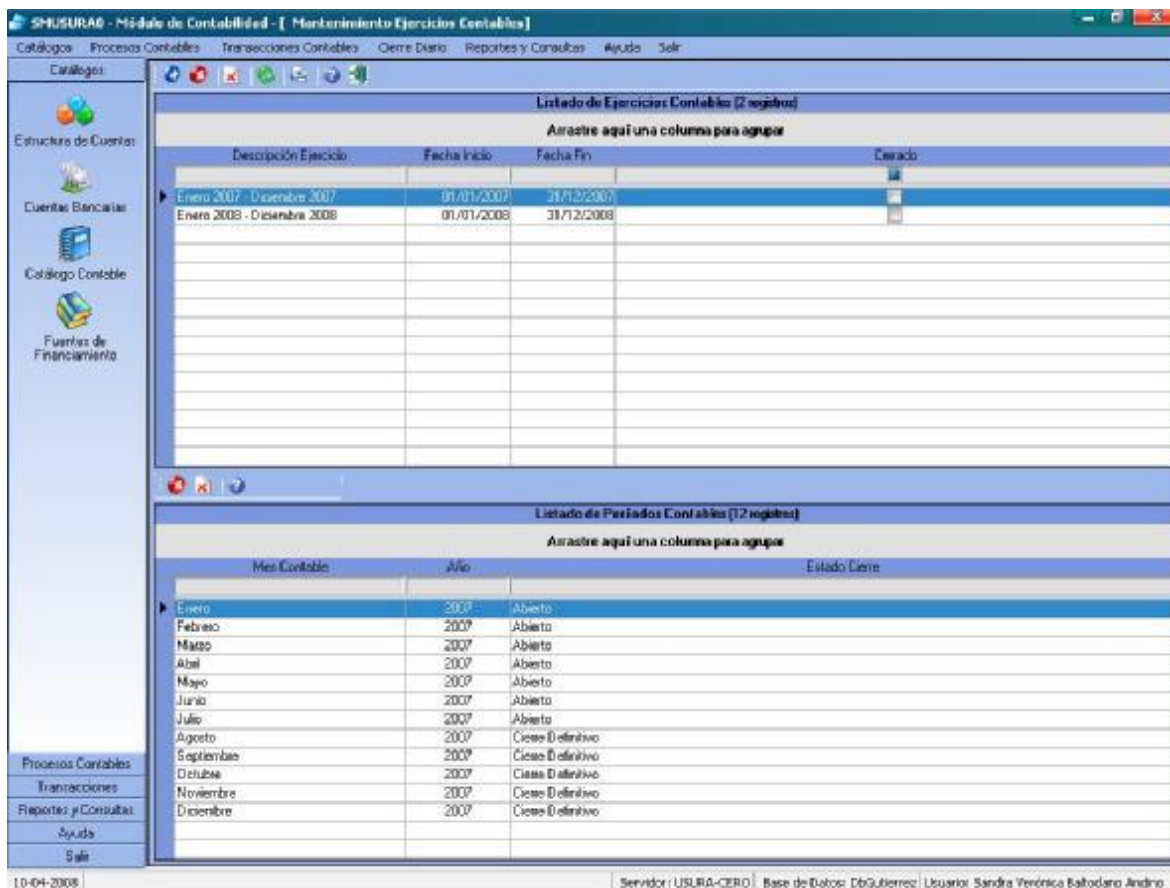 SMUSURA0 - Módulo de Contabilidad - [ Mantenimiento Ejercicios Contables]
Catálogos Procesos Contables Transacciones Contables Cierre Diario Reportes y Consultas Ayuda Salir
Catálogos
Estructura de Cuentas
Cuentas Bancarias
Catálogo Contable
Fuentes de
Financiamiento
Procesos Contables
Transacciones
Reportes y Consultas
Ayuda
Salir
Listado de Ejercicios Contables (2 registros)
Arrastre aquí una columna para agrupar
Descripción Ejercicio Fecha Inicio Fecha Fin Cerrado
Enero 2007 - Diciembre 2007 01/01/2007 31/12/2007
Enero 2008 - Diciembre 2008 01/01/2008 31/12/2008
Listado de Períodos Contables (12 registros)
Arrastre aquí una columna para agrupar
Mes Contable Año Estado Cierre
Enero 2007 Abierto
Febrero 2007 Abierto
Marzo 2007 Abierto
Abril 2007 Abierto
Mayo 2007 Abierto
Junio 2007 Abierto
Julio 2007 Abierto
Agosto 2007 Cierre Definitivo
Septiembre 2007 Cierre Definitivo
Octubre 2007 Cierre Definitivo
Noviembre 2007 Cierre Definitivo
Diciembre 2007 Cierre Definitivo
10-04-2008 Servidor: USURA-CERO Base de Datos: DbGutierrez Usuario: Sandra Verónica Baltodano Andino